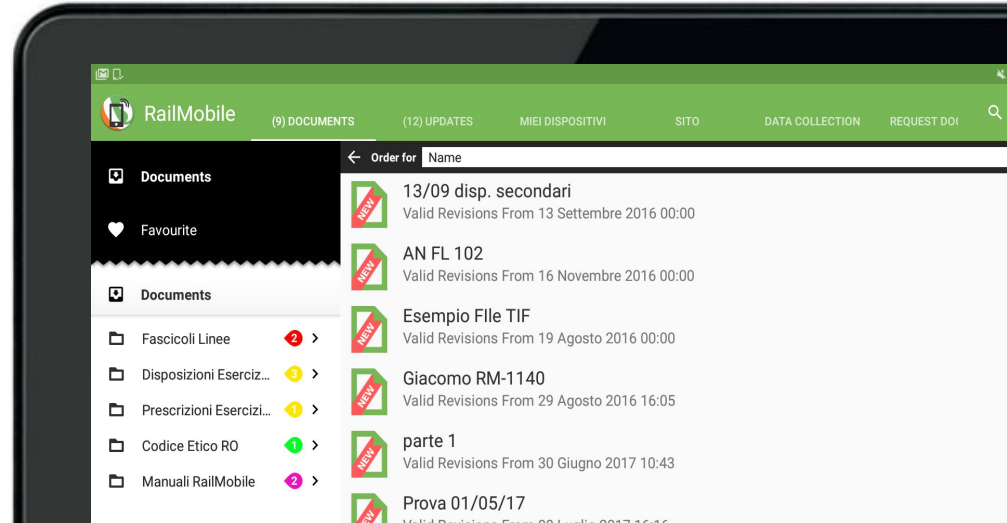 RailMobile
(9) DOCUMENTS
(12) UPDATES
MIEI DISPOSITIVI
SITO
DATA COLLECTION
REQUEST DO
Order for Name
Documents
Favourite
Documents
Fascicoli Linee 2
Disposizioni Eserciz... 3
Prescrizioni Esercizi... 1
Codice Etico RO 1
Manuali RailMobile 2
NEW
13/09 disp. secondari
Valid Revisions From 13 Settembre 2016 00:00
NEW
AN FL 102
Valid Revisions From 16 Novembre 2016 00:00
NEW
Esempio FIle TIF
Valid Revisions From 19 Agosto 2016 00:00
NEW
Giacomo RM-1140
Valid Revisions From 29 Agosto 2016 16:05
NEW
parte 1
Valid Revisions From 30 Giugno 2017 10:43
Prova 01/05/17